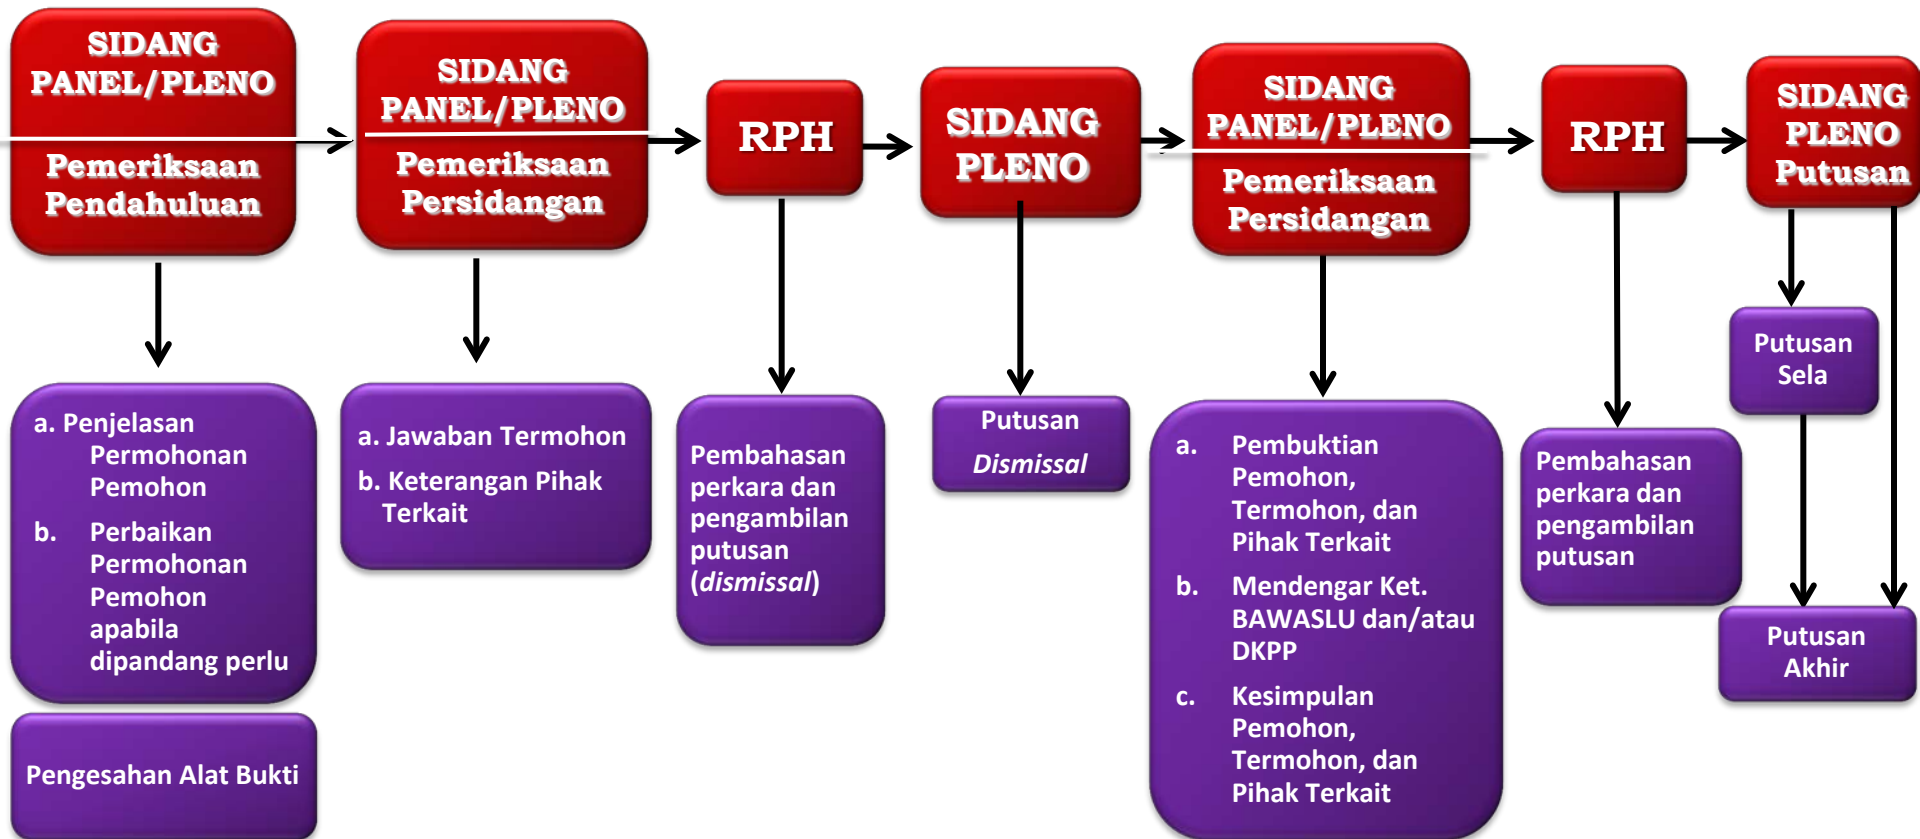 SIDANG
PANEL/PLENO
Pemeriksaan
Pendahuluan
SIDANG
PANEL/PLENO
Pemeriksaan
Persidangan
RPH
SIDANG
PLENO
SIDANG
PANEL/PLENO
Pemeriksaan
Persidangan
RPH
SIDANG
PLENO
Putusan
a. Penjelasan
Permohonan
Pemohon
b. Perbaikan
Permohonan
Pemohon
apabila
dipandang perlu
Pengesahan Alat Bukti
a. Jawaban Termohon
b. Keterangan Pihak
Terkait
Pembahasan
perkara dan
pengambilan
putusan
(dismissal)
Putusan
Dismissal
a. Pembuktian
Pemohon,
Termohon, dan
Pihak Terkait
b. Mendengar Ket.
BAWASLU dan/atau
DKPP
c. Kesimpulan
Pemohon,
Termohon, dan
Pihak Terkait
Pembahasan
perkara dan
pengambilan
putusan
Putusan
Sela
Putusan
Akhir